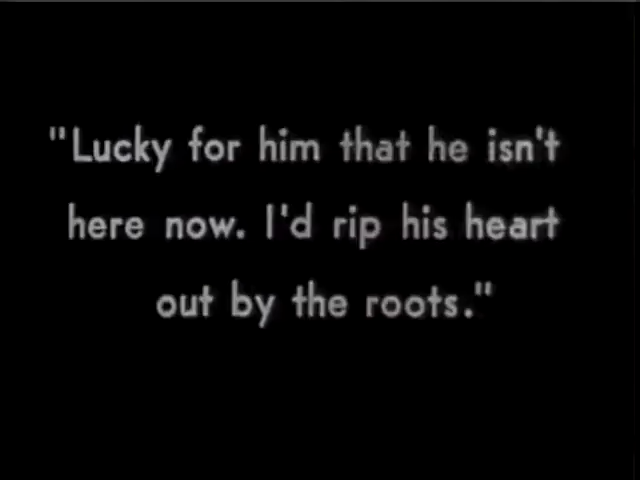 "Lucky for him that he isn't
here now. I'd rip his heart
out by the roots."